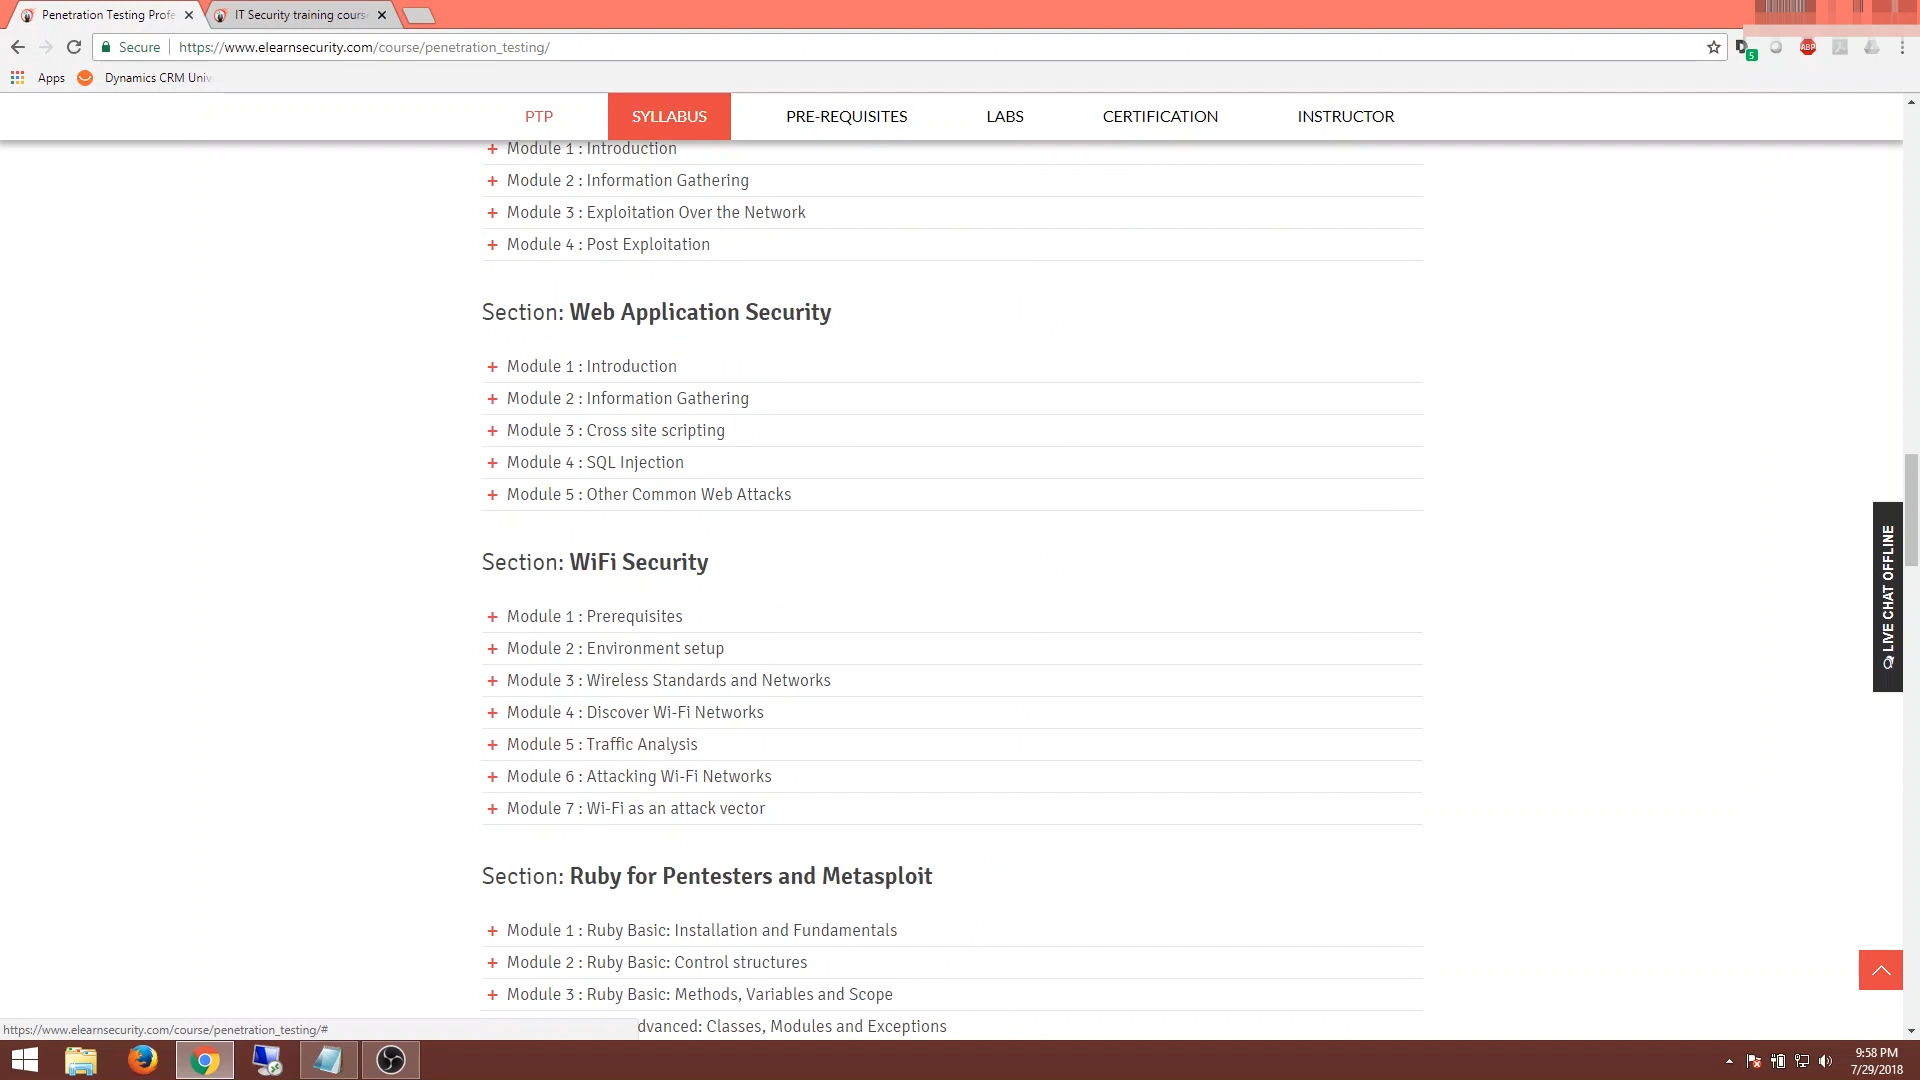 Penetration Testing Profe
IT Security training cours
Secure
https://www.elearnsecurity.com/course/penetration_testing/
ABP
5
Apps
Dynamics CRM Univ
PTP
SYLLABUS
PRE-REQUISITES
LABS
CERTIFICATION
INSTRUCTOR
+ Module 1 : Introduction
+ Module 2 : Information Gathering
+ Module 3 : Exploitation Over the Network
+ Module 4 : Post Exploitation
Section: Web Application Security
+ Module 1 : Introduction
+ Module 2 : Information Gathering
+ Module 3 : Cross site scripting
+ Module 4 : SQL Injection
+ Module 5 : Other Common Web Attacks
Section: WiFi Security
+ Module 1 : Prerequisites
+ Module 2 : Environment setup
+ Module 3 : Wireless Standards and Networks
+ Module 4 : Discover Wi-Fi Networks
+ Module 5 : Traffic Analysis
+ Module 6 : Attacking Wi-Fi Networks
+ Module 7 : Wi-Fi as an attack vector
LIVE CHAT OFFLINE
Section: Ruby for Pentesters and Metasploit
+ Module 1 : Ruby Basic: Installation and Fundamentals
+ Module 2 : Ruby Basic: Control structures
+ Module 3 : Ruby Basic: Methods, Variables and Scope
dvanced: Classes, Modules and Exceptions
https://www.elearnsecurity.com/course/penetration_testing/#
9:58 PM
7/29/2018